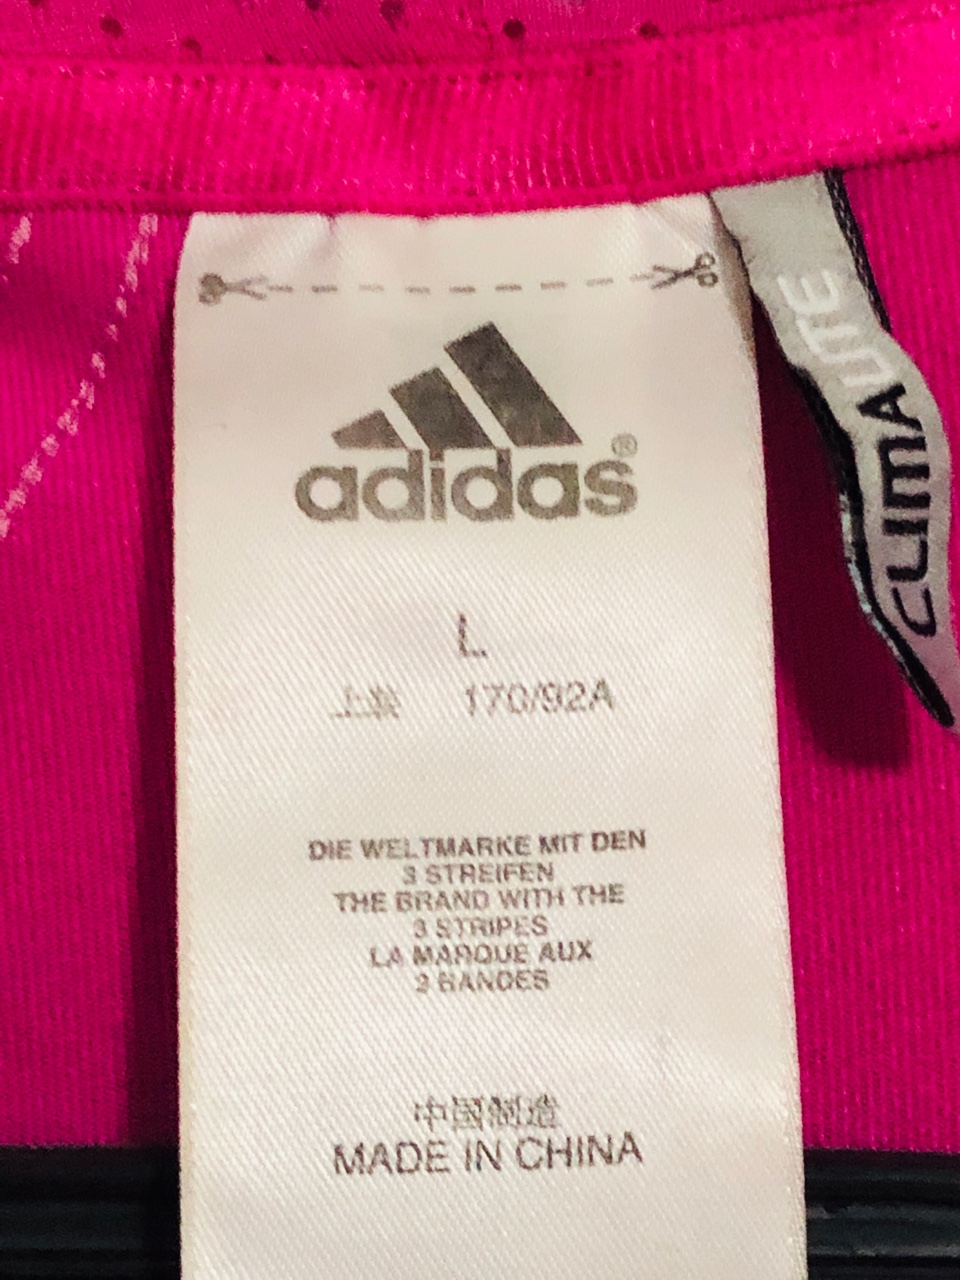 adidas®
L
上装 170/92A
DIE WELTMARKE MIT DEN
3 STREIFEN
THE BRAND WITH THE
3 STRIPES
LA MARQUE AUX
3 BANDES
中国制造
MADE IN CHINA
CLIMALITE